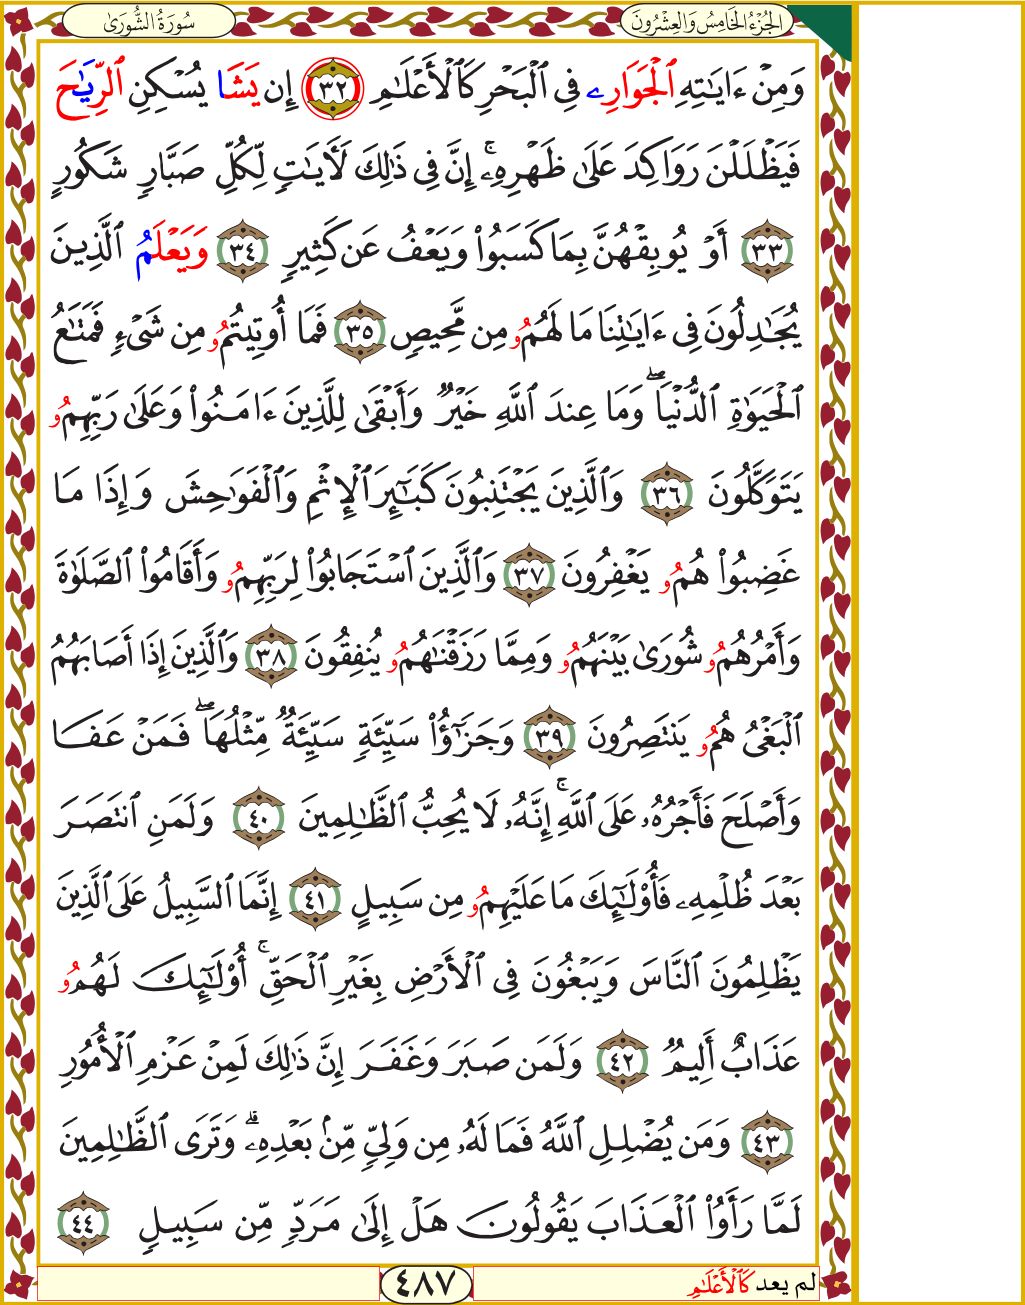 الجُزْءُ الخَامِسُ وَالعِشْرُونَ
سُورَةُ الشُّورَىٰ
وَمِنْ ءَايَٰتِهِ ٱلْجَوَارِۦ فِى ٱلْبَحْرِ كَٱلْأَعْلَٰمِ ٣٢ إِن يَشَا يُسْكِنِ ٱلرِّيَٰحَ
فَيَظْلَلْنَ رَوَاكِدَ عَلَىٰ ظَهْرِهِۦٓ ۚ إِنَّ فِى ذَٰلِكَ لَأٓيَٰتٍ لِّكُلِّ صَبَّارٍ شَكُورٍ
٣٣ أَوْ يُوبِقْهُنَّ بِمَا كَسَبُوا۟ وَيَعْفُ عَن كَثِيرٍ ٣٤ وَيَعْلَمُ ٱلَّذِينَ
يُجَٰدِلُونَ فِى ءَايَٰتِنَا مَا لَهُمُۥ مِن مَّحِيصٍ ٣٥ فَمَا أُوتِيتُمُۥ مِن شَىْءٍ فَمَتَٰعُ
ٱلْحَيَوٰةِ ٱلدُّنْيَا ۖ وَمَا عِندَ ٱللَّهِ خَيْرٌ وَأَبْقَىٰ لِلَّذِينَ ءَامَنُوا۟ وَعَلَىٰ رَبِّهِمُۥ
يَتَوَكَّلُونَ ٣٦ وَٱلَّذِينَ يَجْتَنِبُونَ كَبَٰٓئِرَ ٱلْإِثْمِ وَٱلْفَوَٰحِشَ وَإِذَا مَا
غَضِبُوا۟ هُمُۥ يَغْفِرُونَ ٣٧ وَٱلَّذِينَ ٱسْتَجَابُوا۟ لِرَبِّهِمُۥ وَأَقَامُوا۟ ٱلصَّلَوٰةَ
وَأَمْرُهُمُۥ شُورَىٰ بَيْنَهُمُۥ وَمِمَّا رَزَقْنَٰهُمُۥ يُنفِقُونَ ٣٨ وَٱلَّذِينَ إِذَا أَصَابَهُمُ
ٱلْبَغْىُ هُمُۥ يَنتَصِرُونَ ٣٩ وَجَزَٰٓؤُا۟ سَيِّئَةٍ سَيِّئَةٌ مِّثْلُهَا ۖ فَمَنْ عَفَا
وَأَصْلَحَ فَأَجْرُهُۥ عَلَى ٱللَّهِ ۚ إِنَّهُۥ لَا يُحِبُّ ٱلظَّٰلِمِينَ ٤٠ وَلَمَنِ ٱنتَصَرَ
بَعْدَ ظُلْمِهِۦ فَأُو۟لَٰٓئِكَ مَا عَلَيْهِمُۥ مِن سَبِيلٍ ٤١ إِنَّمَا ٱلسَّبِيلُ عَلَى ٱلَّذِينَ
يَظْلِمُونَ ٱلنَّاسَ وَيَبْغُونَ فِى ٱلْأَرْضِ بِغَيْرِ ٱلْحَقِّ ۚ أُو۟لَٰٓئِكَ لَهُمُۥ
عَذَابٌ أَلِيمٌ ٤٢ وَلَمَن صَبَرَ وَغَفَرَ إِنَّ ذَٰلِكَ لَمِنْ عَزْمِ ٱلْأُمُورِ
٤٣ وَمَن يُضْلِلِ ٱللَّهُ فَمَا لَهُۥ مِن وَلِىٍّ مِّنۢ بَعْدِهِۦ ۗ وَتَرَى ٱلظَّٰلِمِينَ
لَمَّا رَأَوُا۟ ٱلْعَذَابَ يَقُولُونَ هَلْ إِلَىٰ مَرَدٍّ مِّن سَبِيلٍ ٤٤
لم يعد كَٱلْأَعْلَٰمِ
٤٨٧